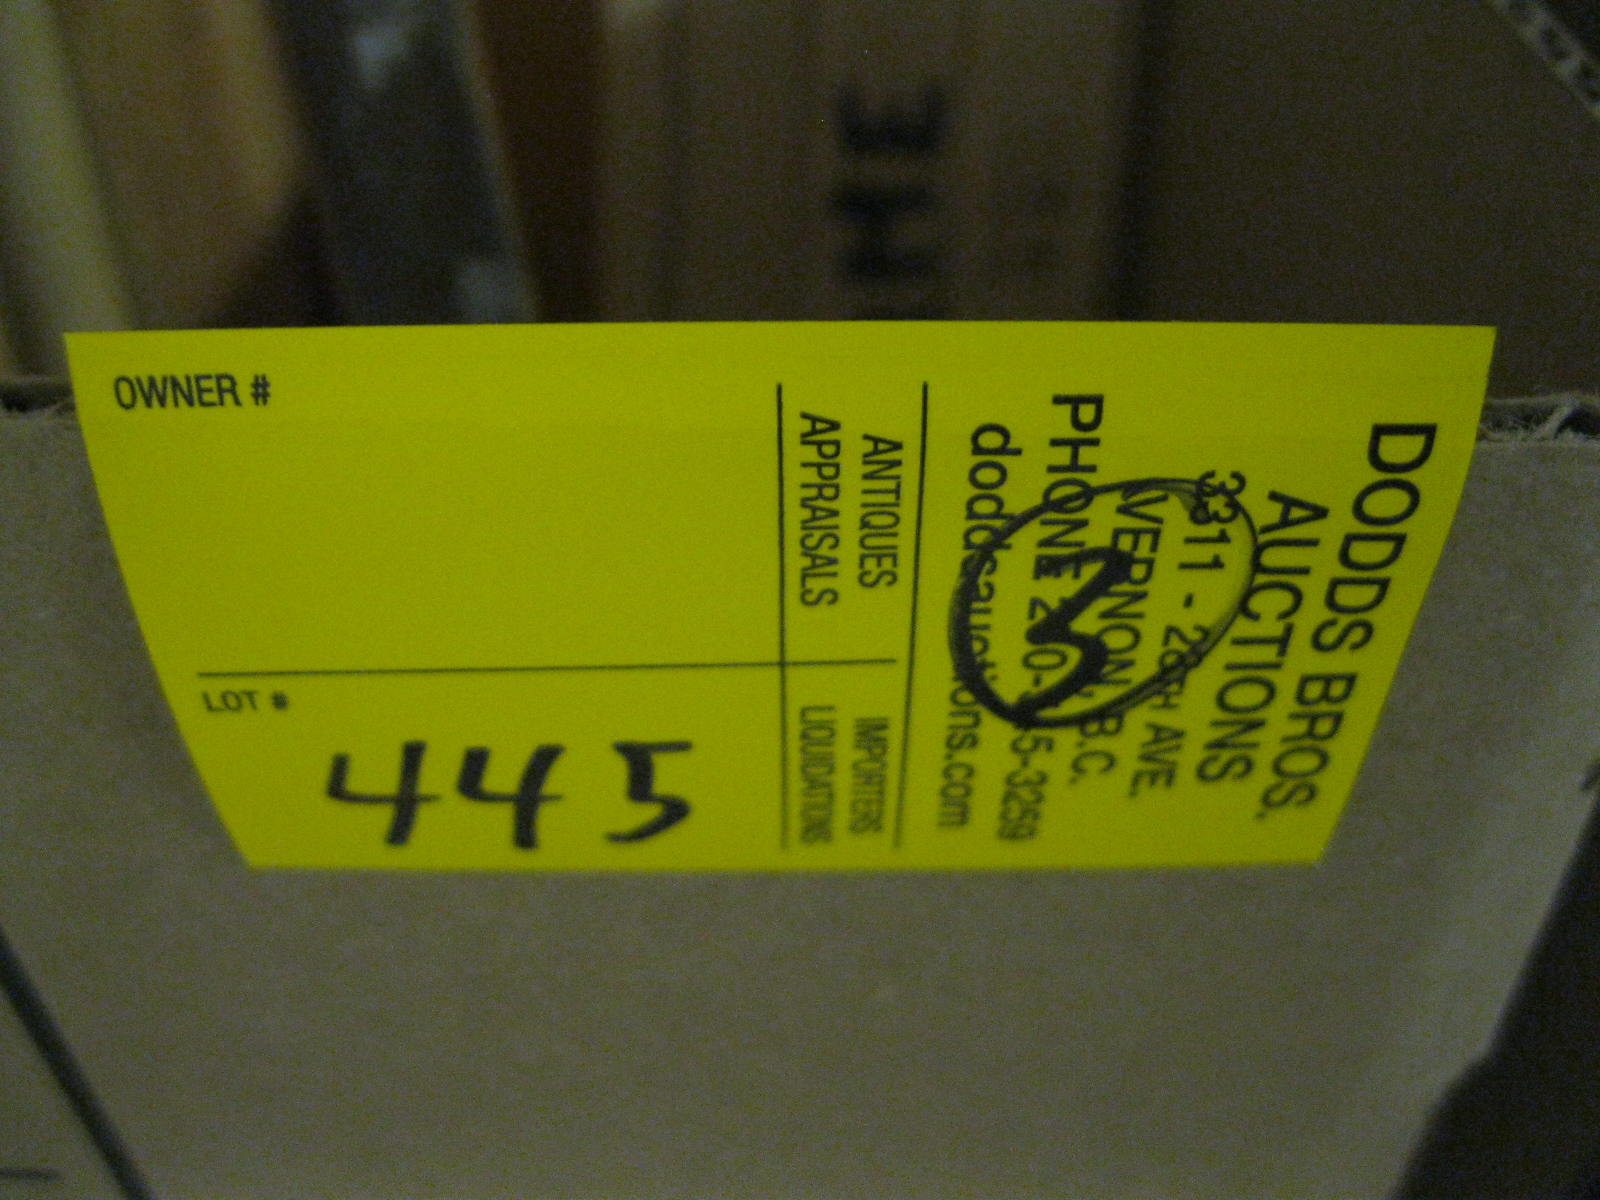 OWNER #
LOT #
445
DODDS BROS.
AUCTIONS
3311 - 28TH AVE.
VERNON, B.C.
doddsauctions.com
3
ANTIQUES IMPORTERS
APPRAISALS LIQUIDATIONS
PHONE